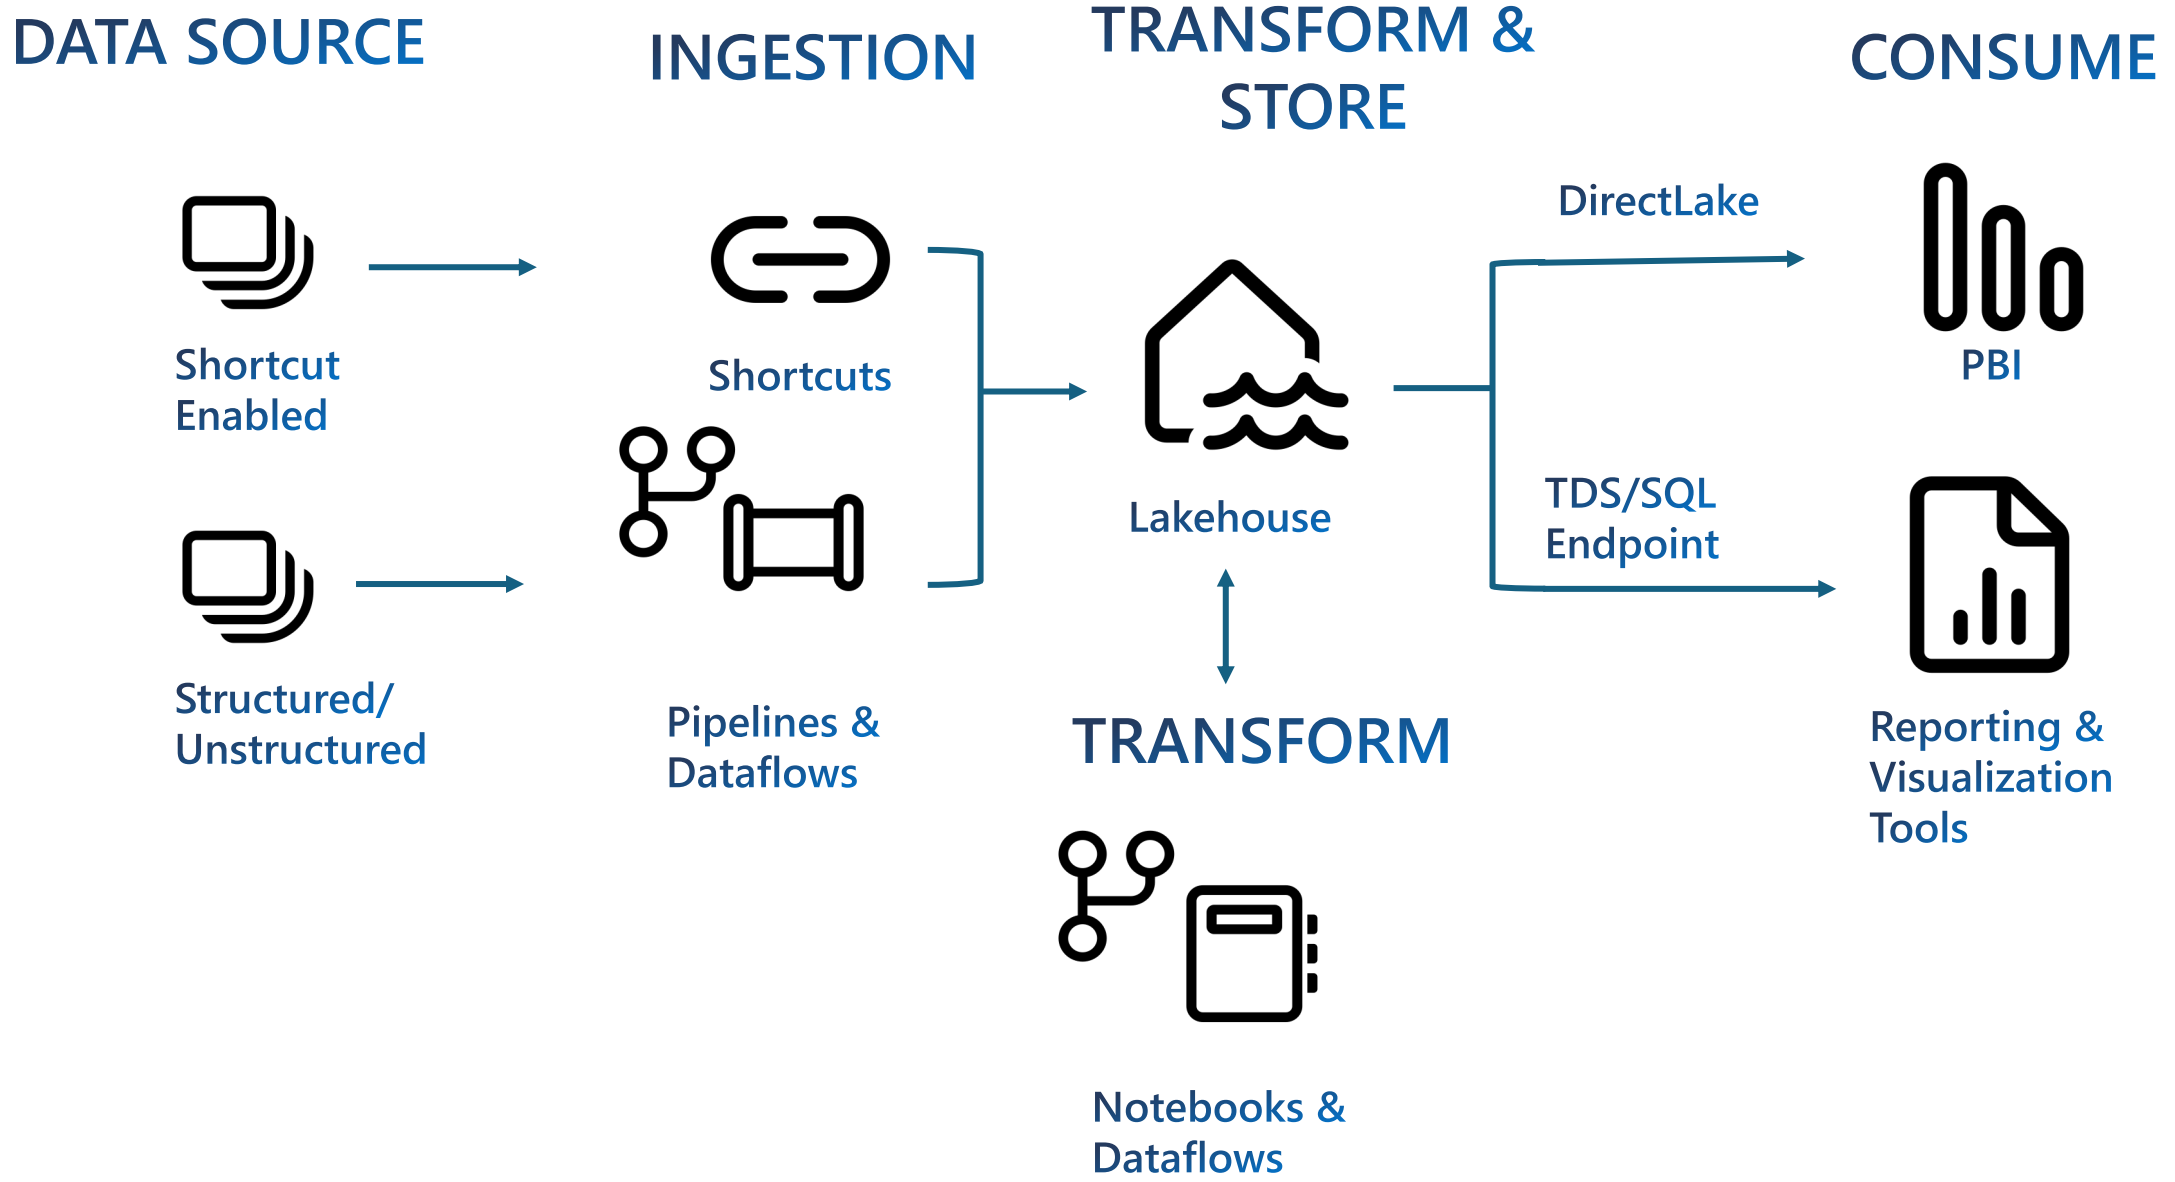 DATA SOURCE
INGESTION
TRANSFORM &
STORE
CONSUME
Shortcut
Enabled
Shortcuts
DirectLake
PBI
Structured/
Unstructured
Pipelines &
Dataflows
Lakehouse
TDS/SQL
Endpoint
Reporting &
Visualization
Tools
TRANSFORM
Notebooks &
Dataflows